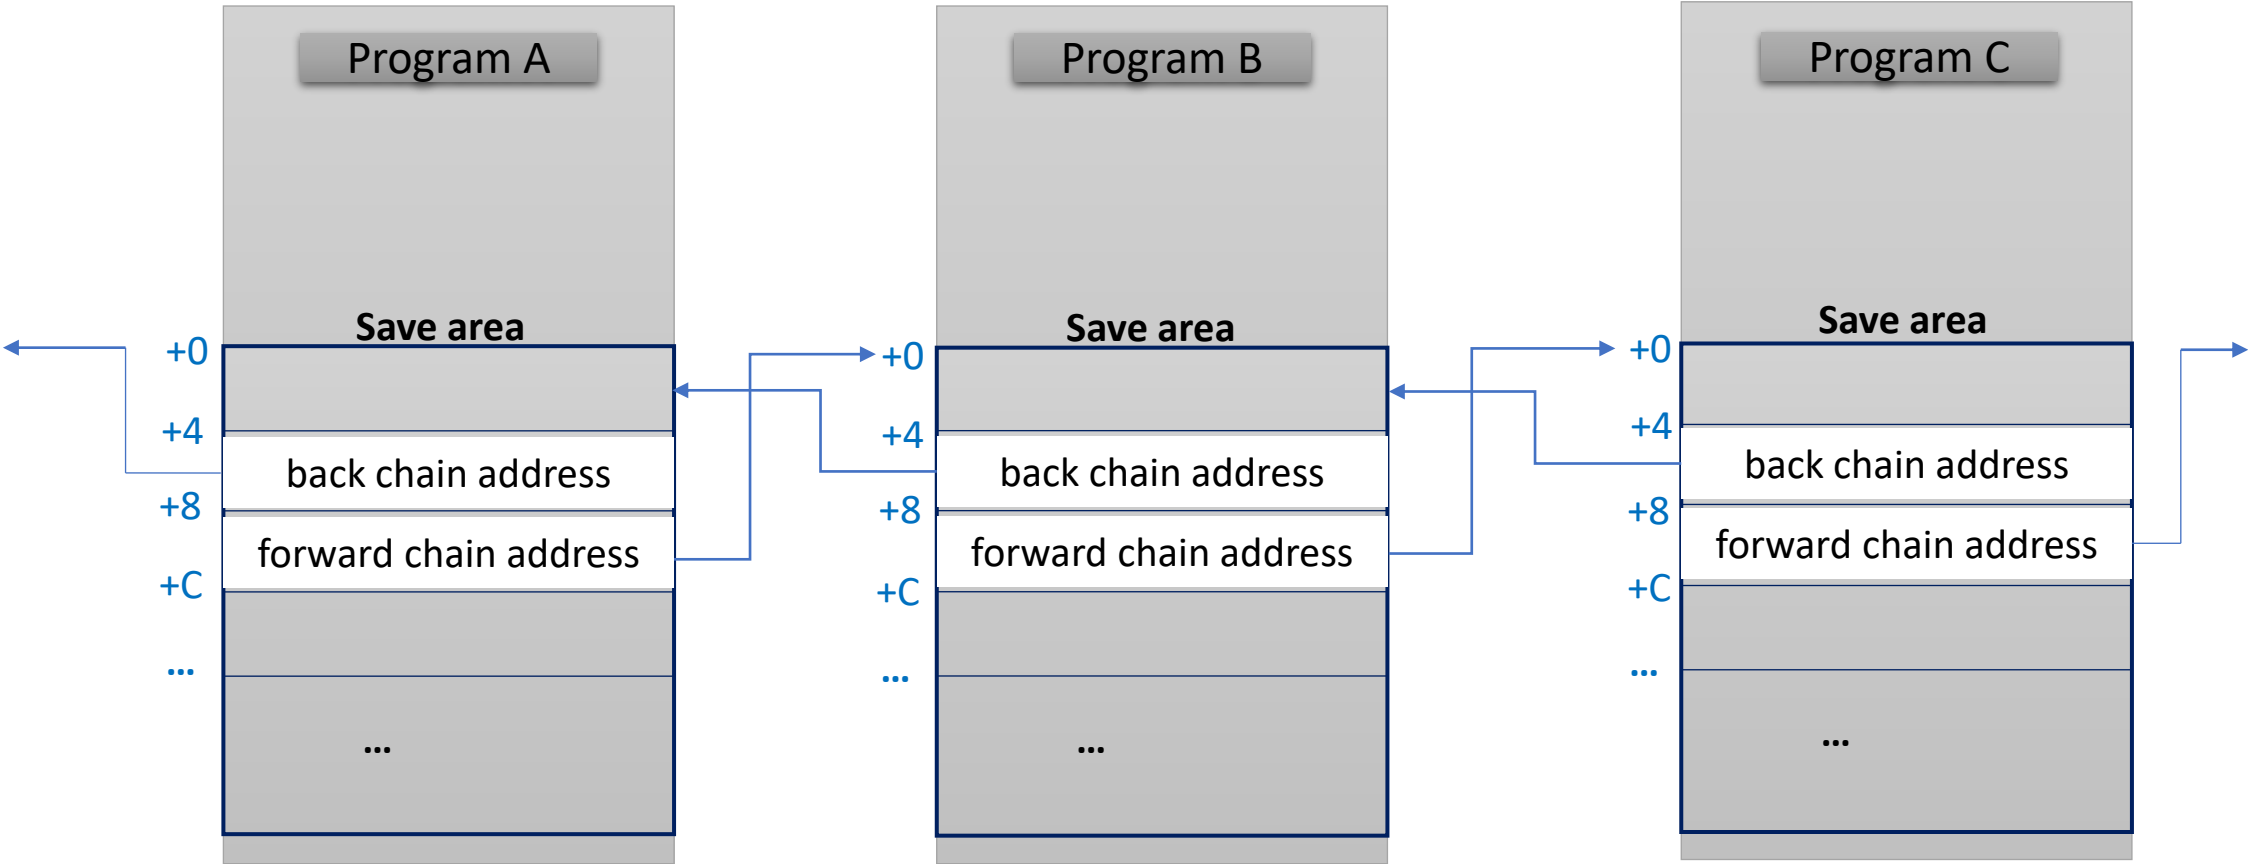 Program A
Save area
+0
+4
back chain address
+8
forward chain address
+C
...
...
Program B
Save area
+0
+4
back chain address
+8
forward chain address
+C
...
...
Program C
Save area
+0
+4
back chain address
+8
forward chain address
+C
...
...